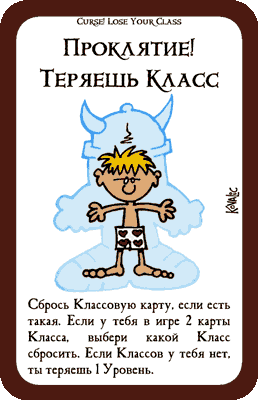 Curse! Lose Your Class
Проклятие!
Теряешь Класс
Kovalic
Сбрось Классовую карту, если есть
такая. Если у тебя в игре 2 карты
Класса, выбери какой Класс
сбросить. Если Классов у тебя нет,
ты теряешь 1 Уровень.